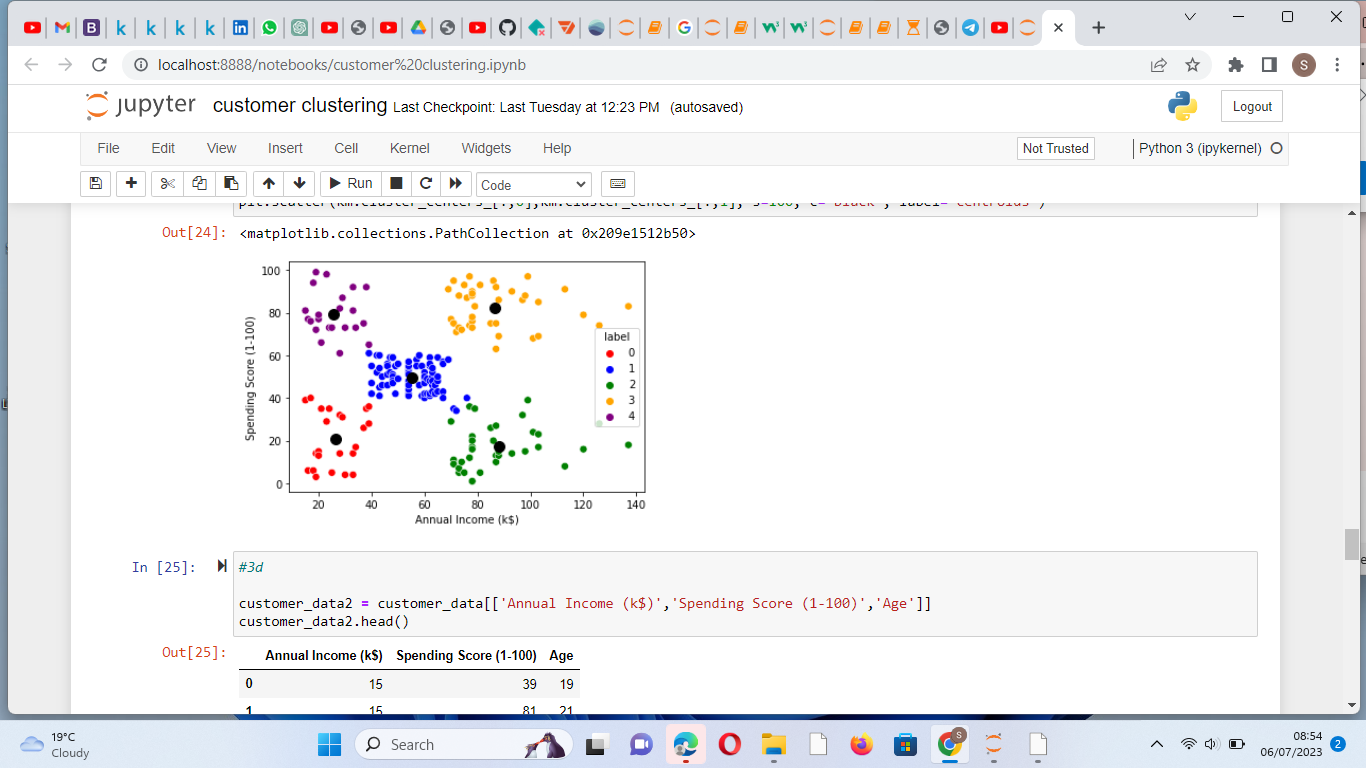 localhost:8888/notebooks/customer%20clustering.ipynb
S
jupyter customer clustering Last Checkpoint: Last Tuesday at 12:23 PM (autosaved)
Logout
File Edit View Insert Cell Kernel Widgets Help
Not Trusted
Python 3 (ipykernel)
Run
Code
Out[24]: <matplotlib.collections.PathCollection at 0x209e1512b50>
100
80
60
40
20
0
Spending Score (1-100)
label
0
1
2
3
4
20 40 60 80 100 120 140
Annual Income (k$)
In [25]: #3d
customer_data2 = customer_data[['Annual Income (k$)','Spending Score (1-100)','Age']]
customer_data2.head()
Out[25]:
Annual Income (k$) Spending Score (1-100) Age
0 15 39 19
1 15 81 21
19°C
Cloudy
Search
08:54
06/07/2023
2